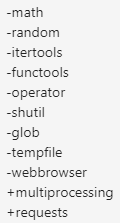 -math
-random
-itertools
-functools
-operator
-shutil
-glob
-tempfile
-webbrowser
+multiprocessing
+requests